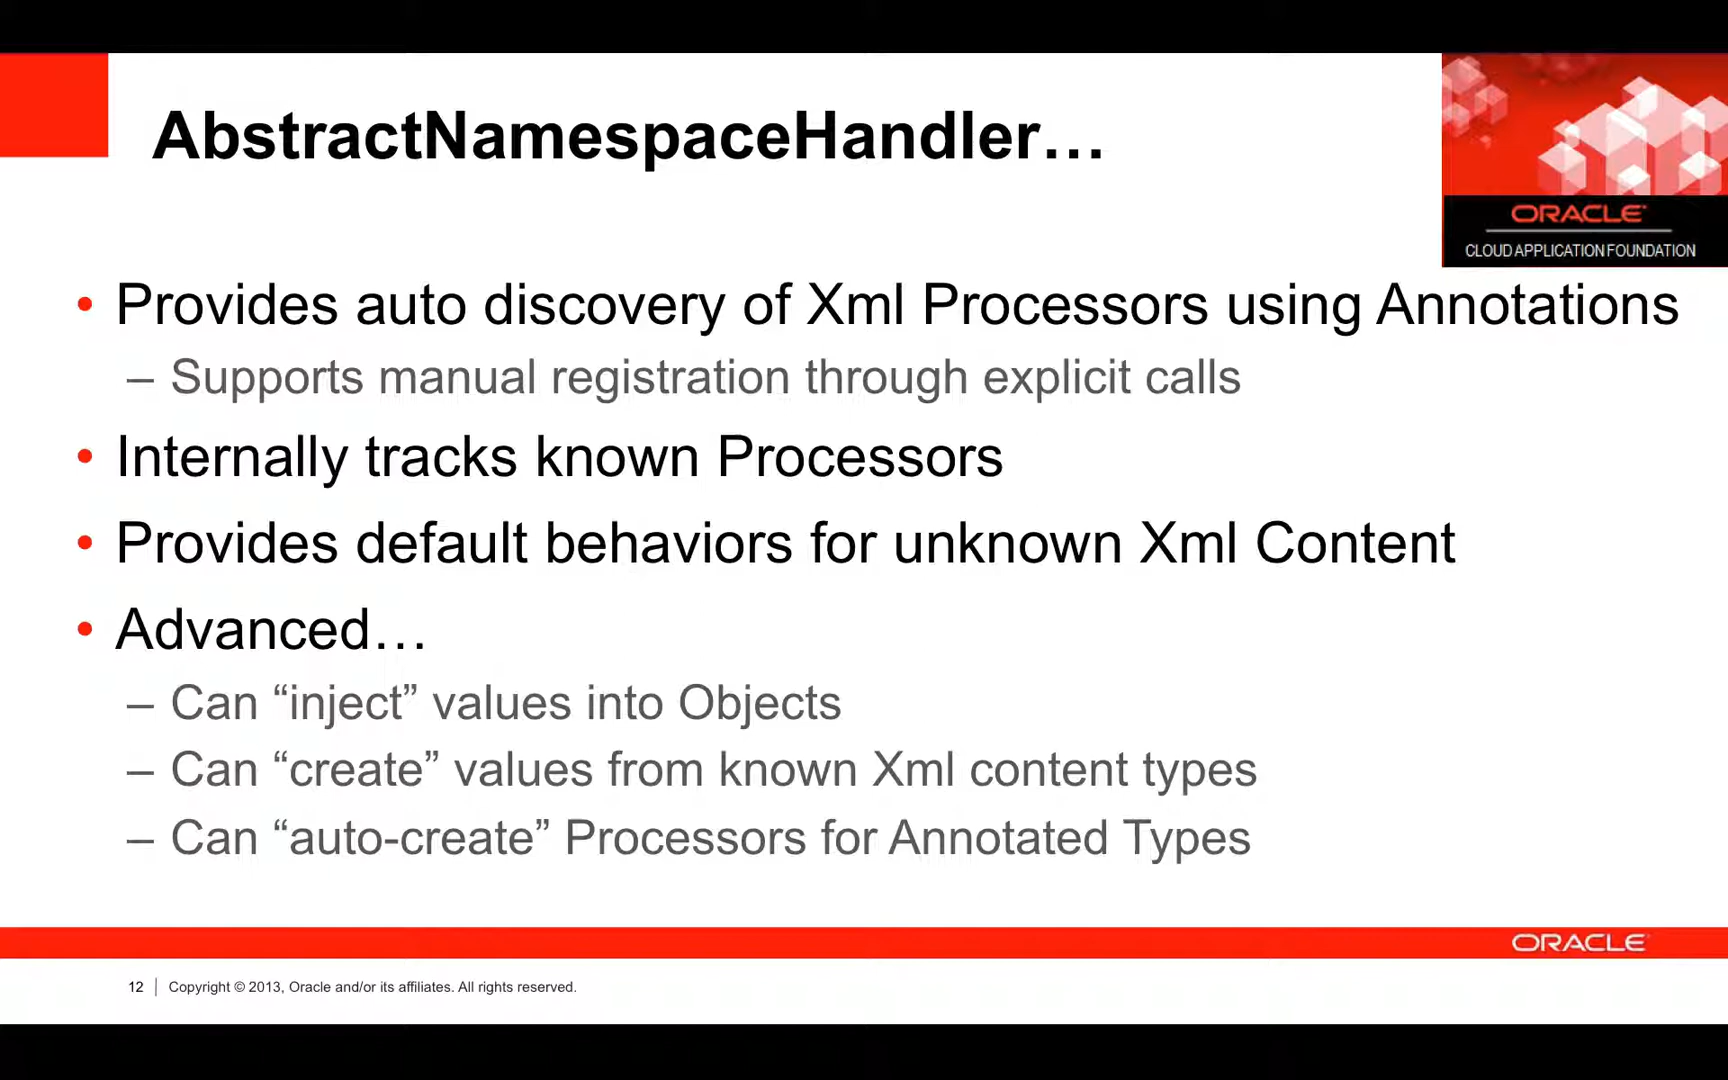 AbstractNamespaceHandler…
ORACLE
CLOUD APPLICATION FOUNDATION
• Provides auto discovery of Xml Processors using Annotations
– Supports manual registration through explicit calls
• Internally tracks known Processors
• Provides default behaviors for unknown Xml Content
• Advanced…
– Can “inject” values into Objects
– Can “create” values from known Xml content types
– Can “auto-create” Processors for Annotated Types
ORACLE
12 | Copyright © 2013, Oracle and/or its affiliates. All rights reserved.